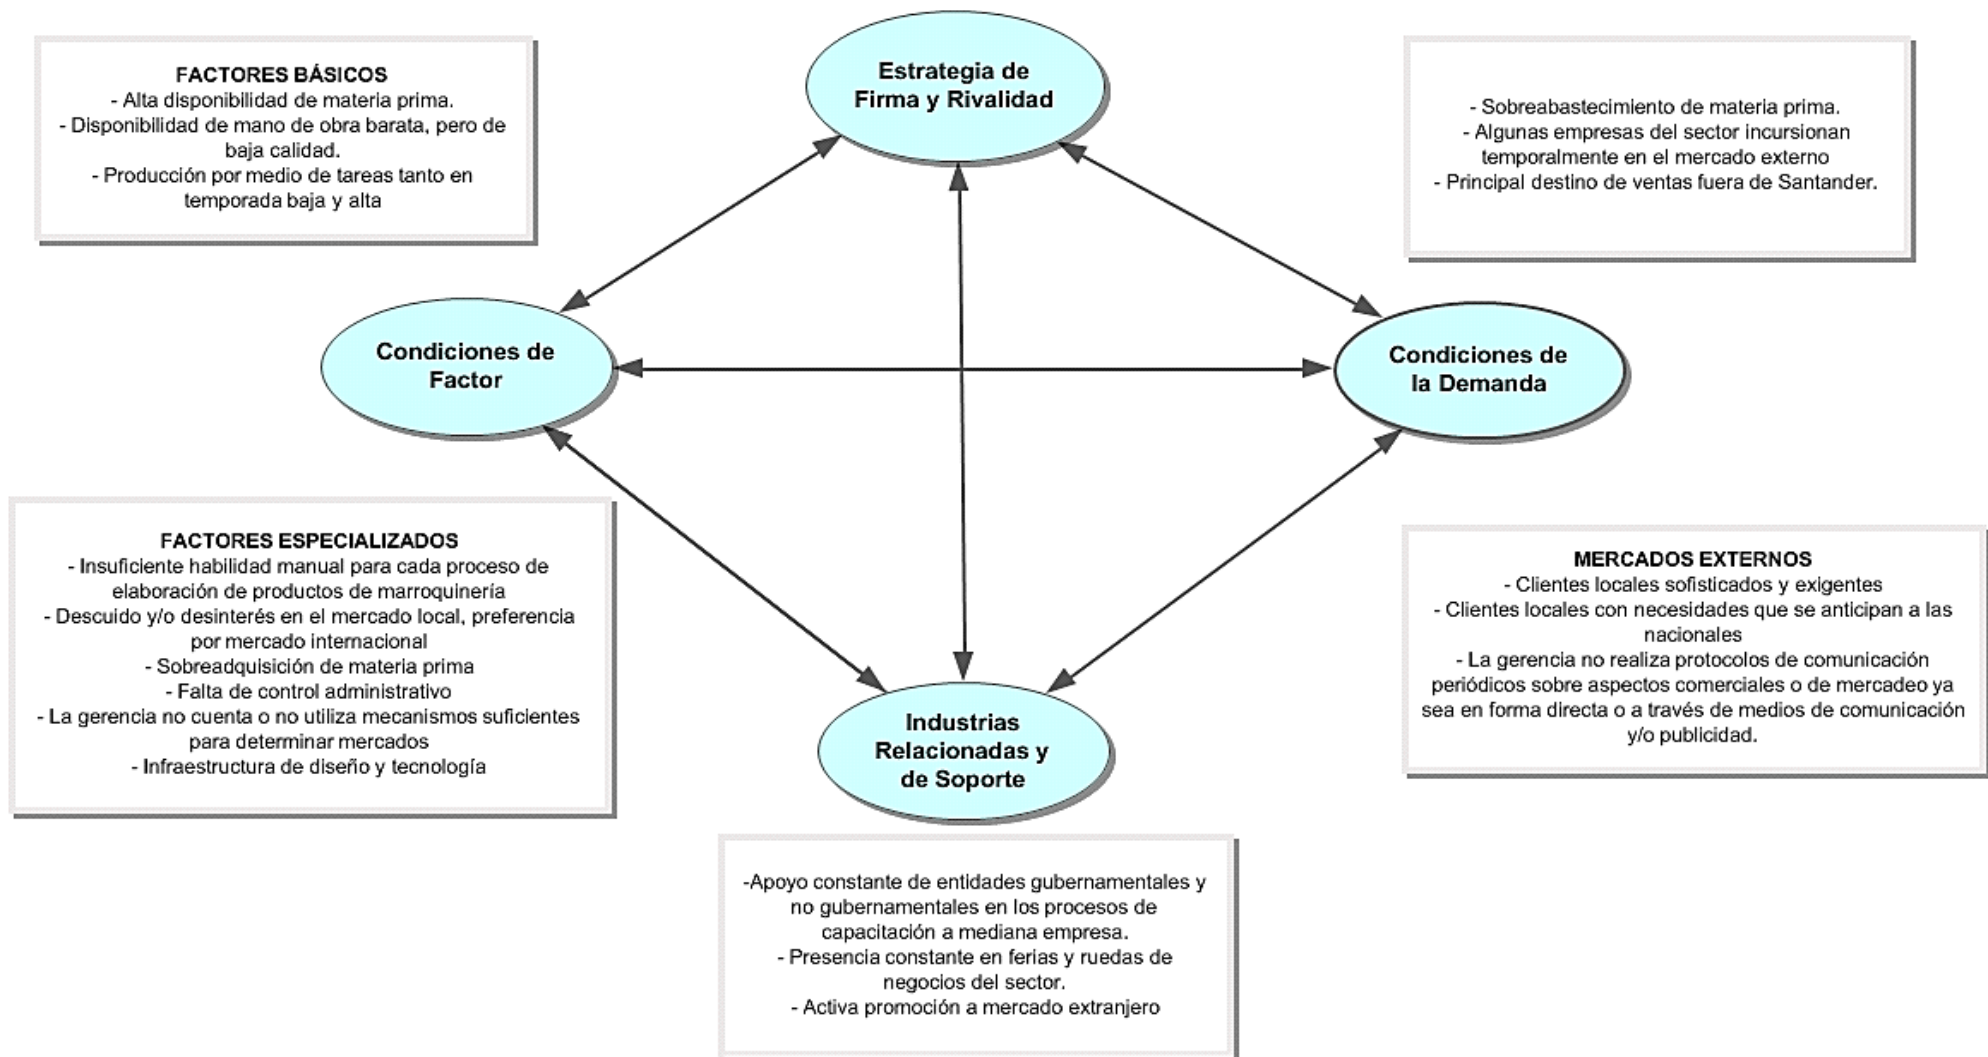 Estrategia de
Firma y Rivalidad
FACTORES BÁSICOS
- Alta disponibilidad de materia prima.
- Disponibilidad de mano de obra barata, pero de
baja calidad.
- Producción por medio de tareas tanto en
temporada baja y alta
- Sobreabastecimiento de materia prima.
- Algunas empresas del sector incursionan
temporalmente en el mercado externo
- Principal destino de ventas fuera de Santander.
Condiciones de
Factor
Condiciones de
la Demanda
FACTORES ESPECIALIZADOS
- Insuficiente habilidad manual para cada proceso de
elaboración de productos de marroquinería
- Descuido y/o desinterés en el mercado local, preferencia
por mercado internacional
- Sobreadquisición de materia prima
- Falta de control administrativo
- La gerencia no cuenta o no utiliza mecanismos suficientes
para determinar mercados
- Infraestructura de diseño y tecnología
MERCADOS EXTERNOS
- Clientes locales sofisticados y exigentes
- Clientes locales con necesidades que se anticipan a las
nacionales
- La gerencia no realiza protocolos de comunicación
periódicos sobre aspectos comerciales o de mercadeo ya
sea en forma directa o a través de medios de comunicación
y/o publicidad.
Industrias
Relacionadas y
de Soporte
-Apoyo constante de entidades gubernamentales y
no gubernamentales en los procesos de
capacitación a mediana empresa.
- Presencia constante en ferias y ruedas de
negocios del sector.
- Activa promoción a mercado extranjero